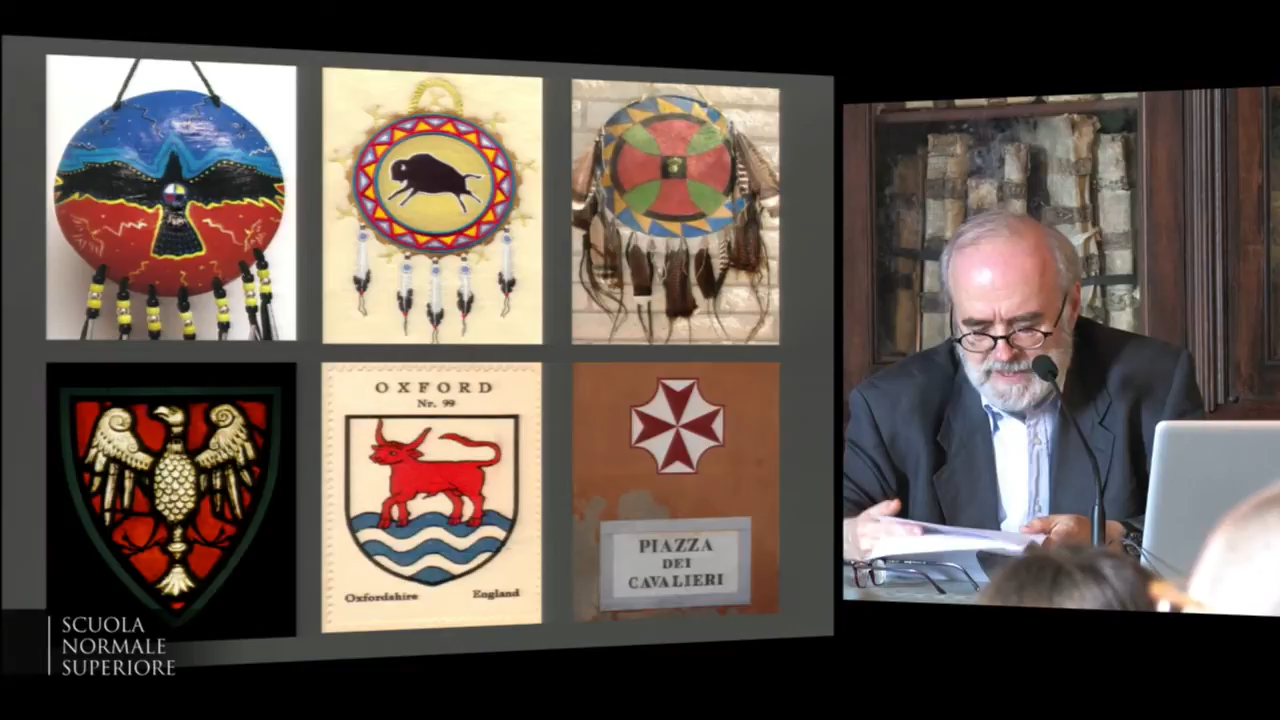 OXFORD
Nr. 99
Oxfordshire England
PIAZZA
DEI
CAVALIERI
SCUOLA
NORMALE
SUPERIORE